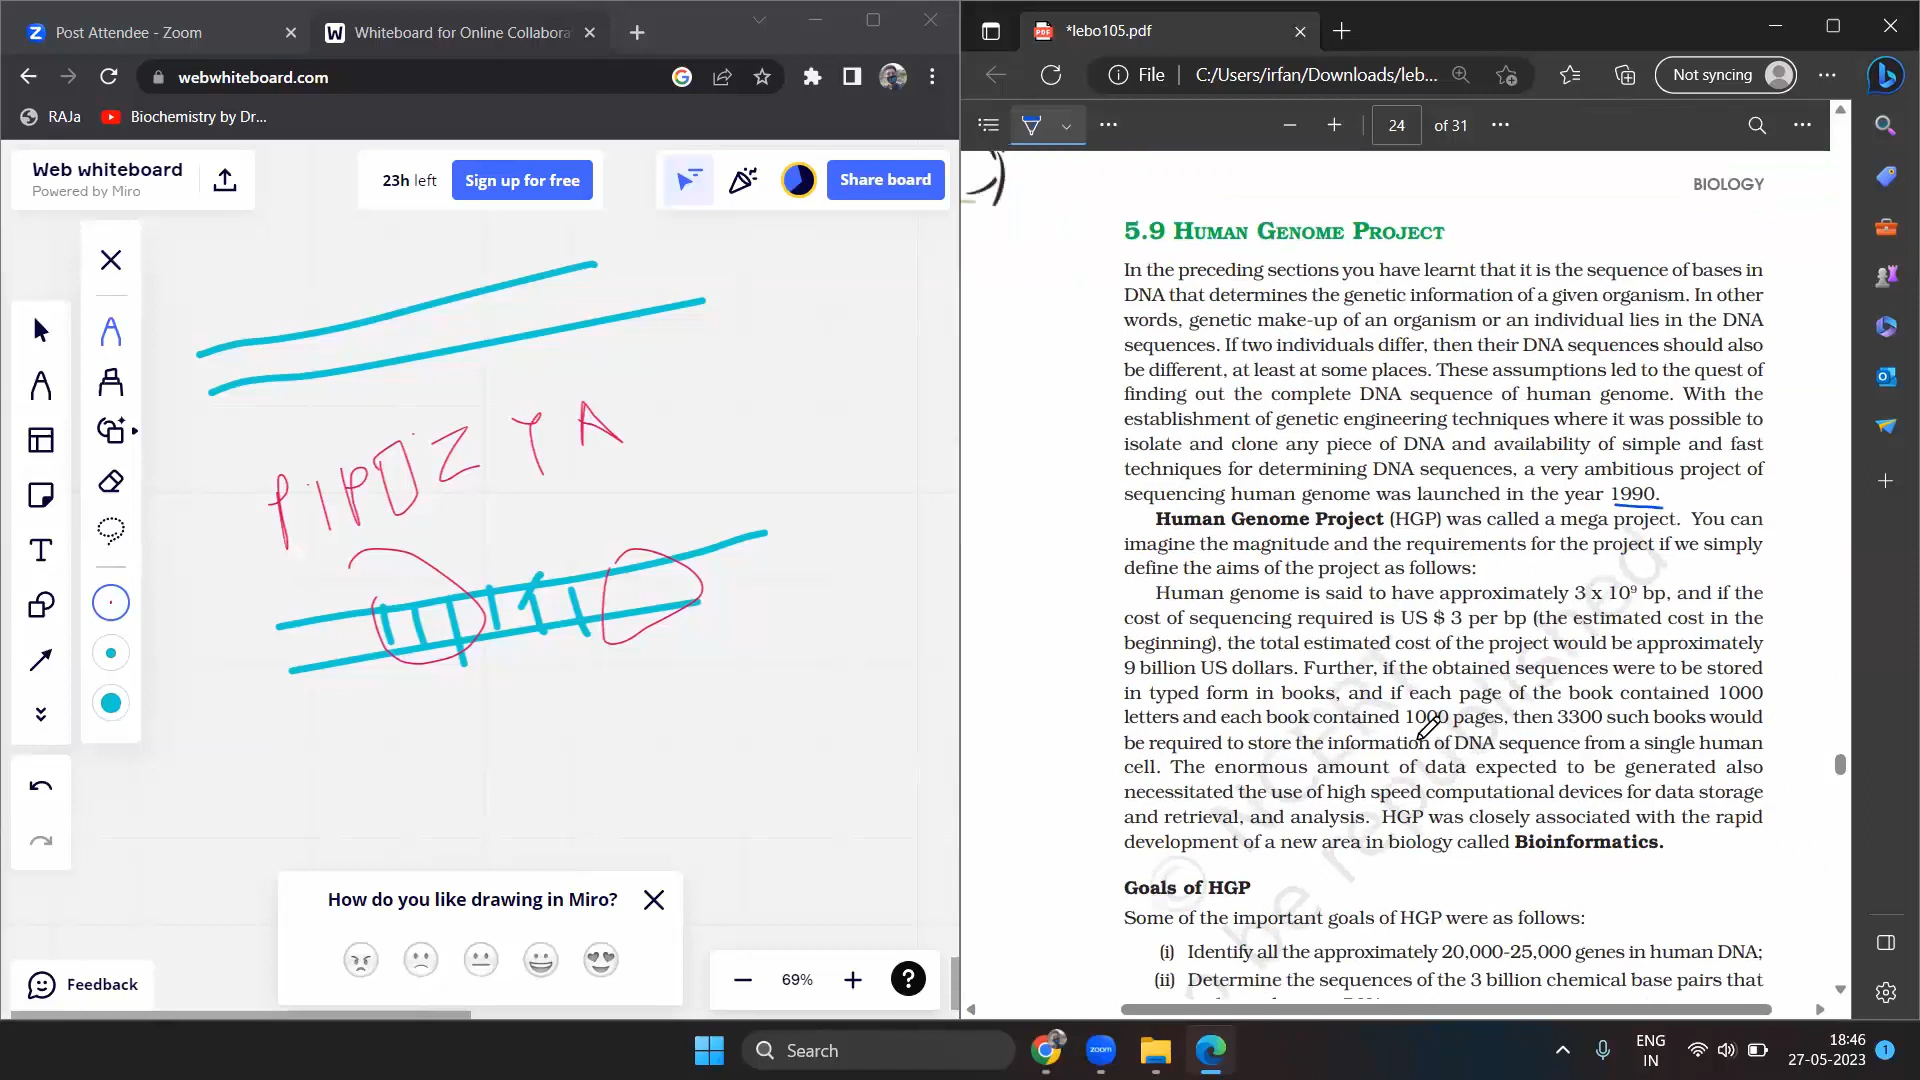 Post Attendee - Zoom
Whiteboard for Online Collabora
webwhiteboard.com
RAJa
Biochemistry by Dr...
Web whiteboard
Powered by Miro
23h left
Sign up for free
Share board
PIPOZYA
How do you like drawing in Miro?
Feedback
69%
?
*lebo105.pdf
File
C:/Users/irfan/Downloads/leb...
Not syncing
24 of 31
BIOLOGY
5.9 HUMAN GENOME PROJECT
In the preceding sections you have learnt that it is the sequence of bases in
DNA that determines the genetic information of a given organism. In other
words, genetic make-up of an organism or an individual lies in the DNA
sequences. If two individuals differ, then their DNA sequences should also
be different, at least at some places. These assumptions led to the quest of
finding out the complete DNA sequence of human genome. With the
establishment of genetic engineering techniques where it was possible to
isolate and clone any piece of DNA and availability of simple and fast
techniques for determining DNA sequences, a very ambitious project of
sequencing human genome was launched in the year 1990.
Human Genome Project (HGP) was called a mega project. You can
imagine the magnitude and the requirements for the project if we simply
define the aims of the project as follows:
Human genome is said to have approximately 3 x 10⁹ bp, and if the
cost of sequencing required is US $ 3 per bp (the estimated cost in the
beginning), the total estimated cost of the project would be approximately
9 billion US dollars. Further, if the obtained sequences were to be stored
in typed form in books, and if each page of the book contained 1000
letters and each book contained 1000 pages, then 3300 such books would
be required to store the information of DNA sequence from a single human
cell. The enormous amount of data expected to be generated also
necessitated the use of high speed computational devices for data storage
and retrieval, and analysis. HGP was closely associated with the rapid
development of a new area in biology called Bioinformatics.
Goals of HGP
Some of the important goals of HGP were as follows:
(i) Identify all the approximately 20,000-25,000 genes in human DNA;
(ii) Determine the sequences of the 3 billion chemical base pairs that
© NCERT
be republished
Search
zoom
ENG
IN
18:46
27-05-2023
1